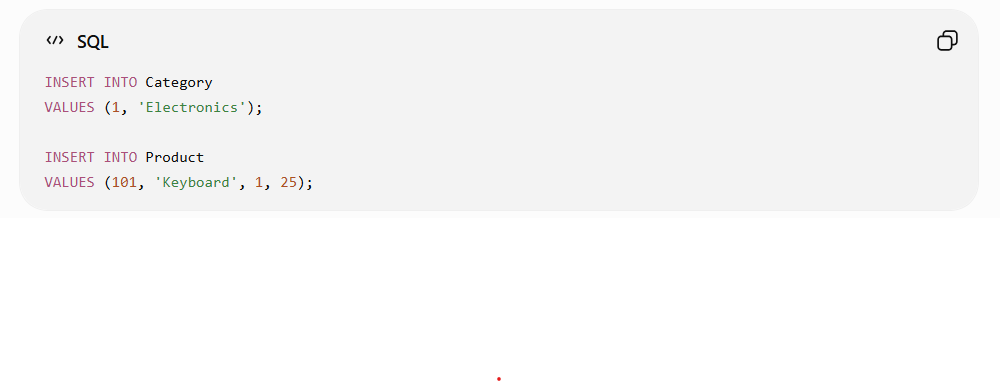 SQL
INSERT INTO Category
VALUES (1, 'Electronics');
INSERT INTO Product
VALUES (101, 'Keyboard', 1, 25);